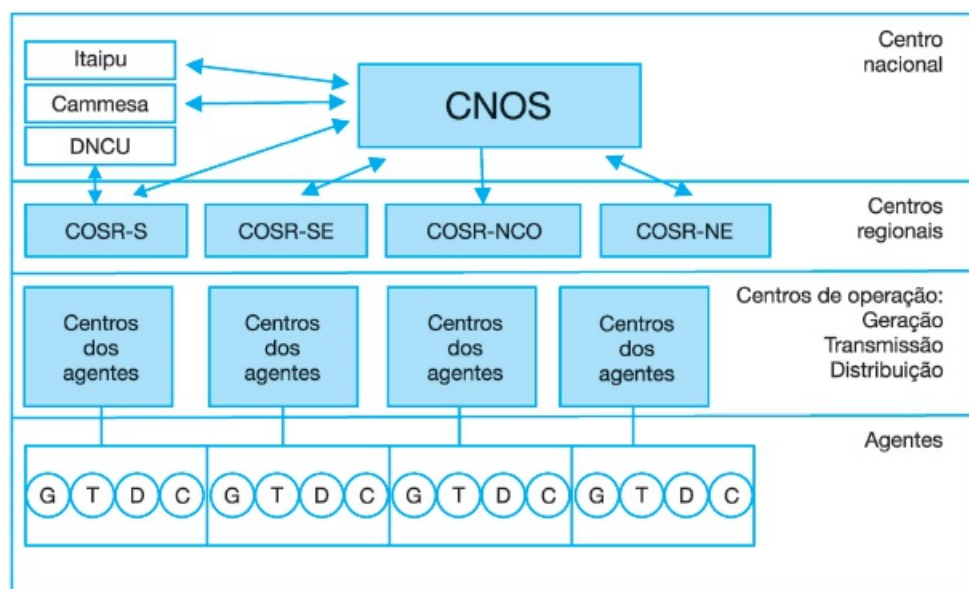 Itaipu
Cammesa
DNCU
CNOS
Centro
nacional
COSR-S
COSR-SE
COSR-NCO
COSR-NE
Centros
regionais
Centros
dos
agentes
Centros
dos
agentes
Centros
dos
agentes
Centros
dos
agentes
Centros de operação:
Geração
Transmissão
Distribuição
Agentes
G T D C G T D C G T D C G T D C